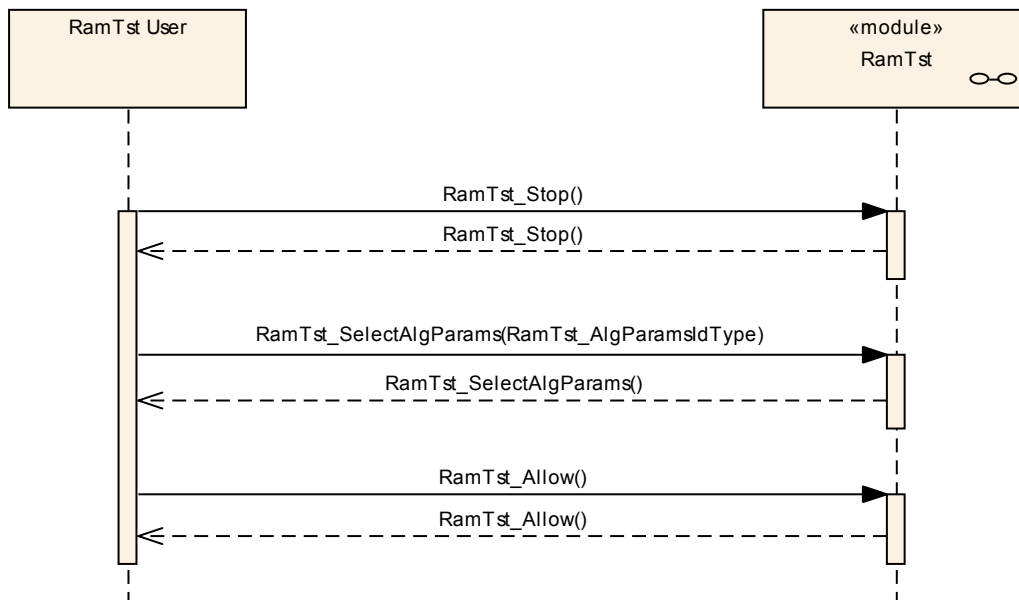 RamTst User
«module»
RamTst
RamTst_Stop()
RamTst_Stop()
RamTst_SelectAlgParams(RamTst_AlgParamsIdType)
RamTst_SelectAlgParams()
RamTst_Allow()
RamTst_Allow()